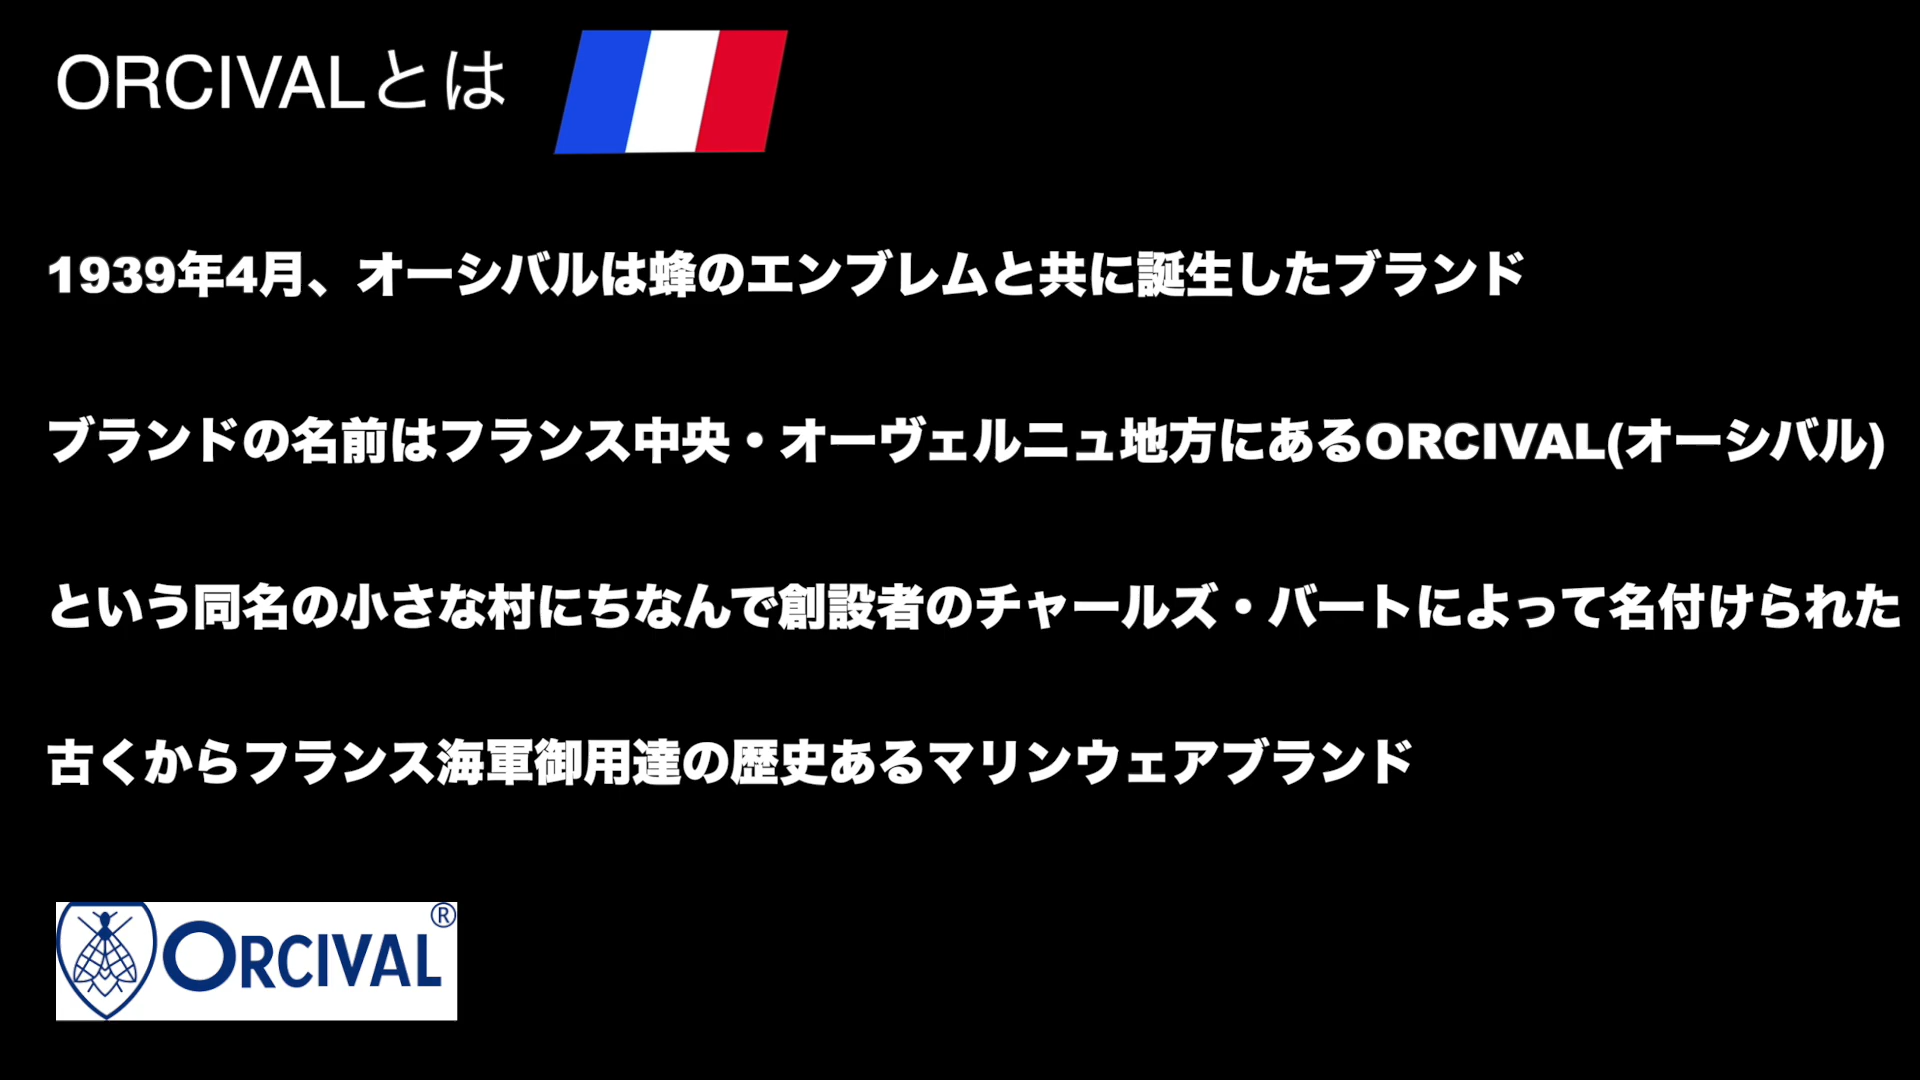 ORCIVALとは
1939年4月、オーシバルは蜂のエンブレムと共に誕生したブランド
ブランドの名前はフランス中央・オーヴェルニュ地方にあるORCIVAL(オーシバル)
という同名の小さな村にちなんで創設者のチャールズ・バートによって名付けられた
古くからフランス海軍御用達の歴史あるマリンウェアブランド
ORCIVAL®